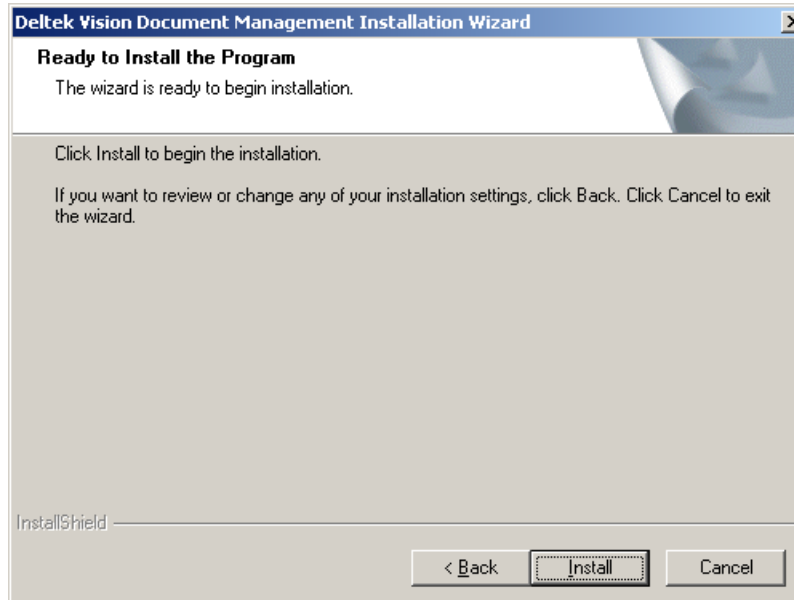 Deltek Vision Document Management Installation Wizard
Ready to Install the Program
The wizard is ready to begin installation.
Click Install to begin the installation.
If you want to review or change any of your installation settings, click Back. Click Cancel to exit
the wizard.
InstallShield
< Back Install Cancel